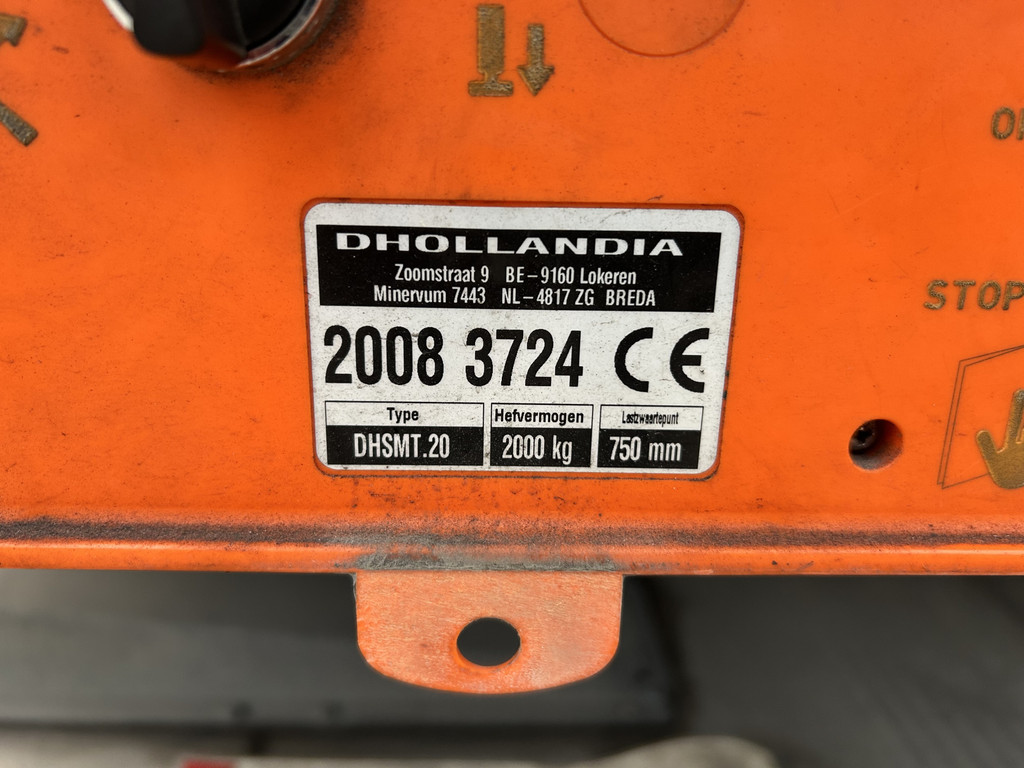 DHOLLANDIA
Zoomstraat 9 BE-9160 Lokeren
Minervum 7443 NL-4817 ZG BREDA
2008 3724 CE
Type Hefvermogen Lastzwaartepunt
DHSMT.20 2000 kg 750 mm
STOP